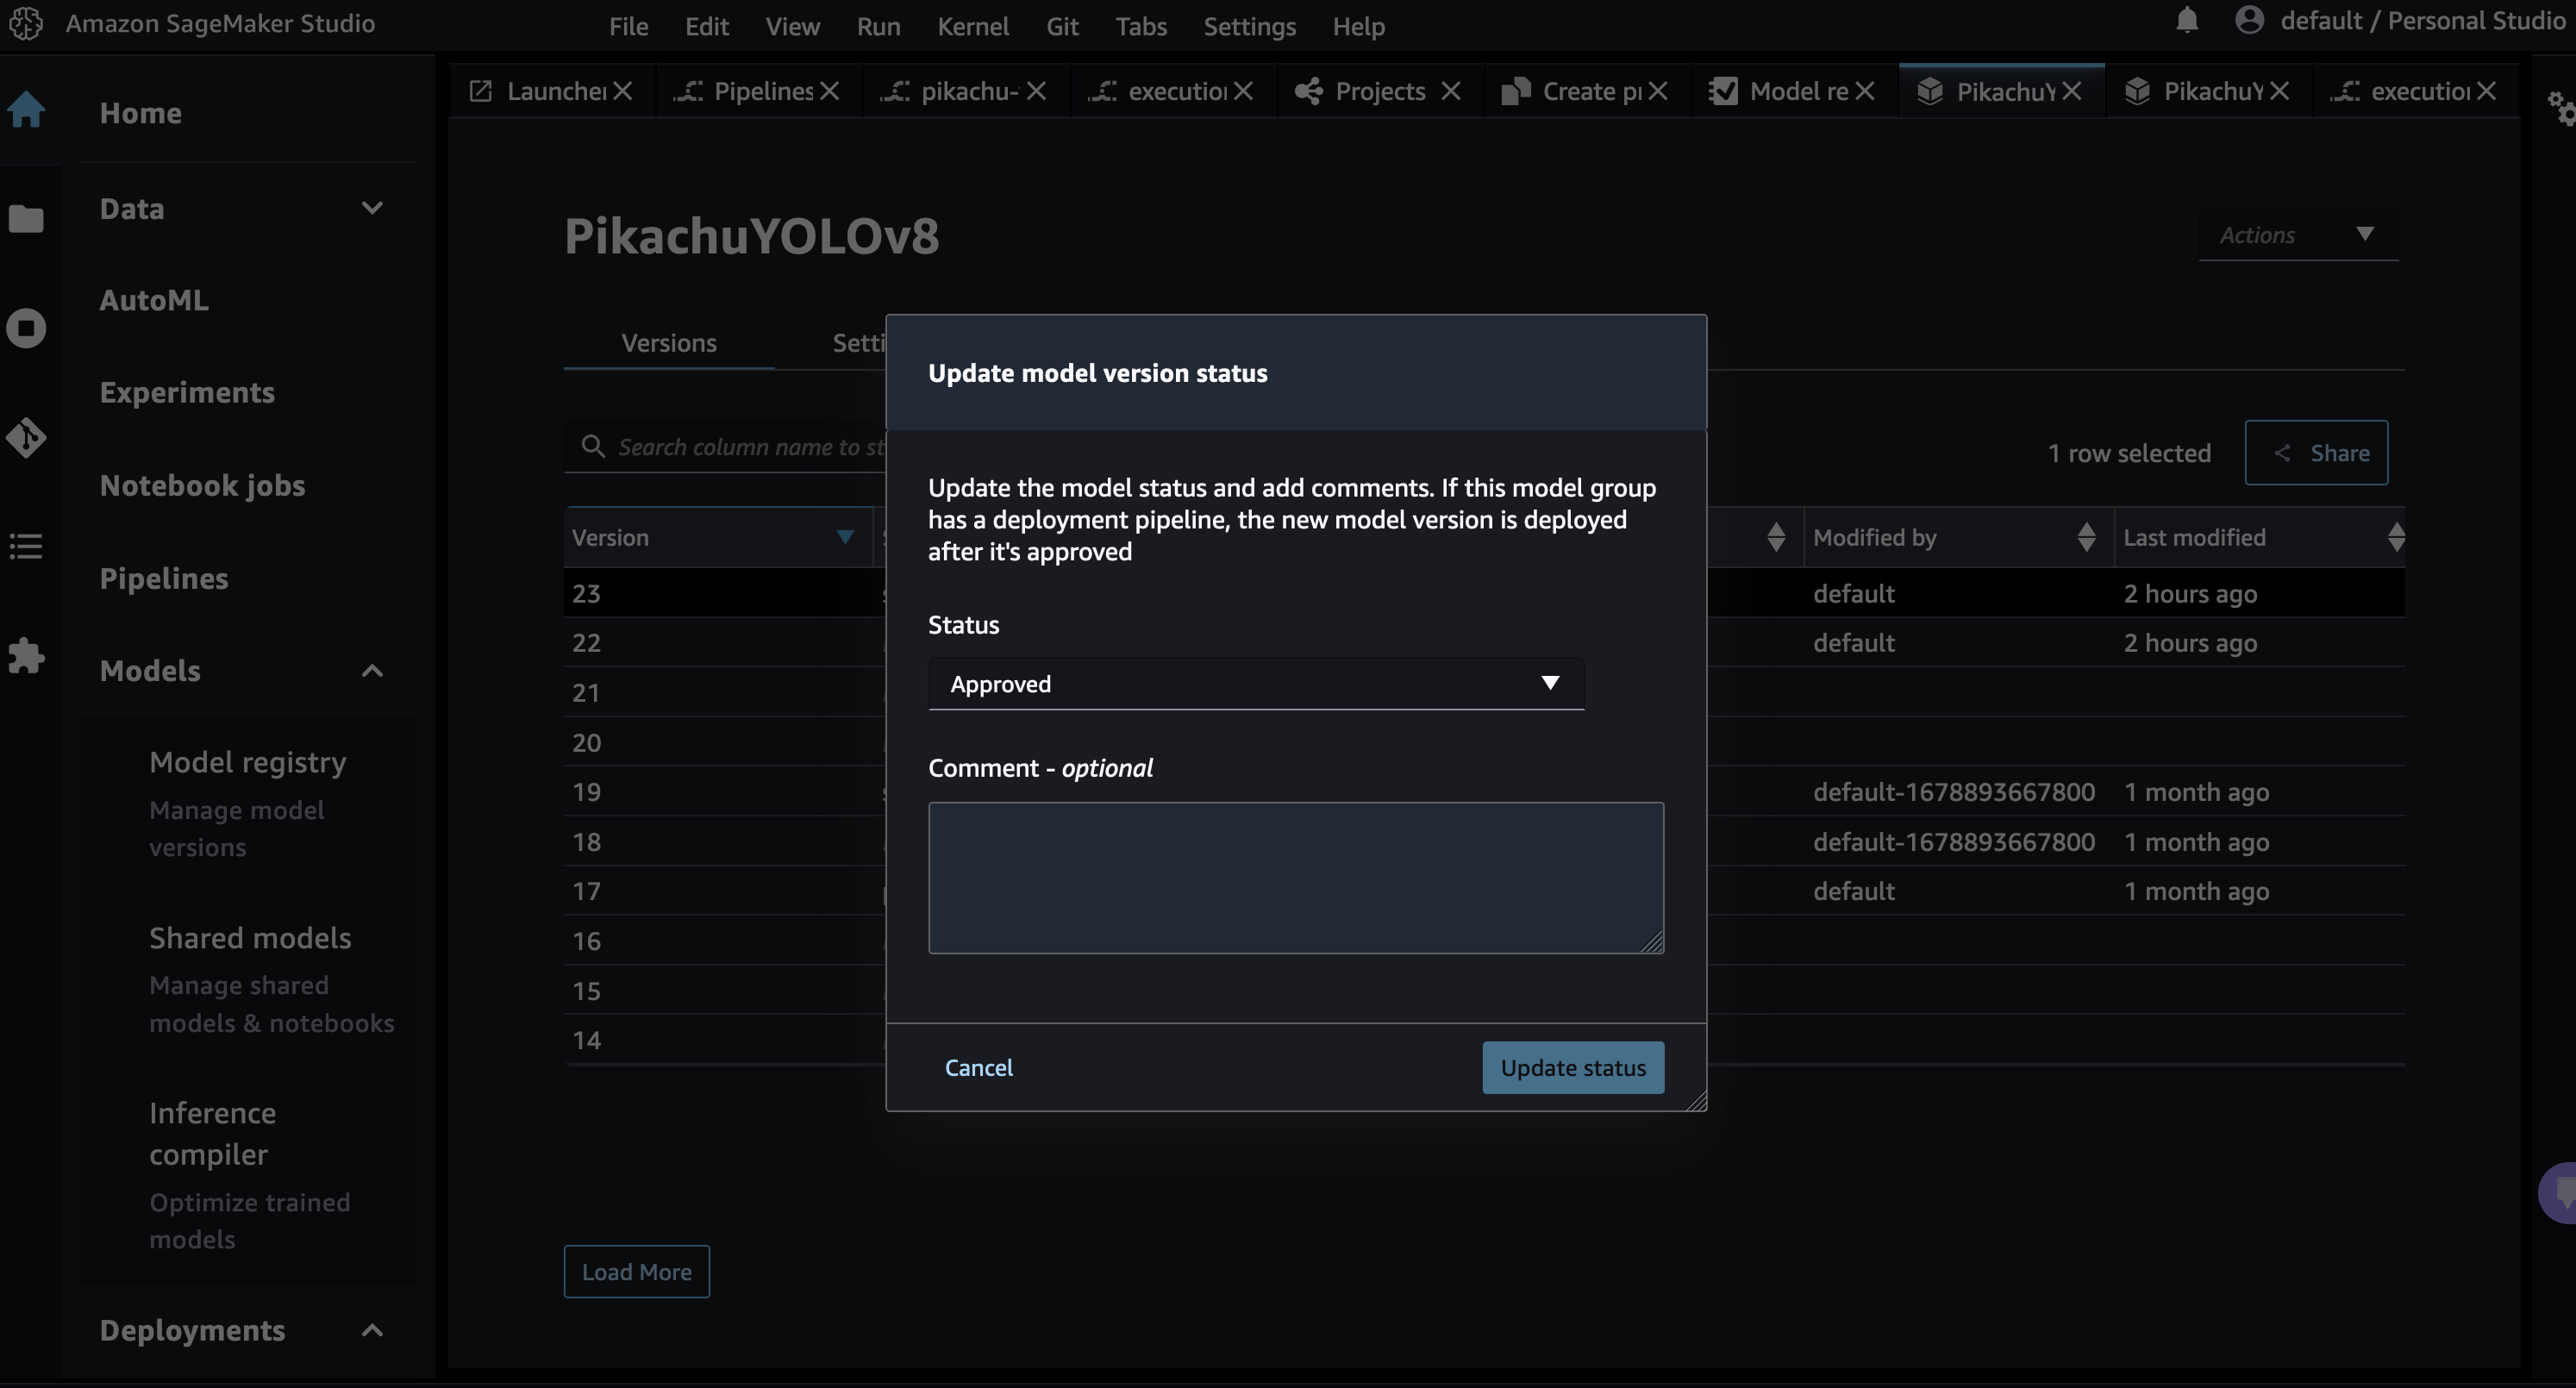 Amazon SageMaker Studio
File Edit View Run Kernel Git Tabs Settings Help
default / Personal Studio
Launcher Pipelines pikachu- execution Projects Create Model re PikachuY PikachuY execution
Home
Data
AutoML
Experiments
Notebook jobs
Pipelines
Models
Model registry
Manage model
versions
Shared models
Manage shared
models & notebooks
Inference
compiler
Optimize trained
models
Deployments
PikachuYOLOv8
Actions
Versions Setti
Search column name to st
1 row selected
Share
Version Modified by Last modified
23 default 2 hours ago
22 default 2 hours ago
21
20
19 default-1678893667800 1 month ago
18 default-1678893667800 1 month ago
17 default 1 month ago
16
15
14
Load More
Update model version status
Update the model status and add comments. If this model group
has a deployment pipeline, the new model version is deployed
after it's approved
Status
Approved
Comment - optional
Cancel
Update status